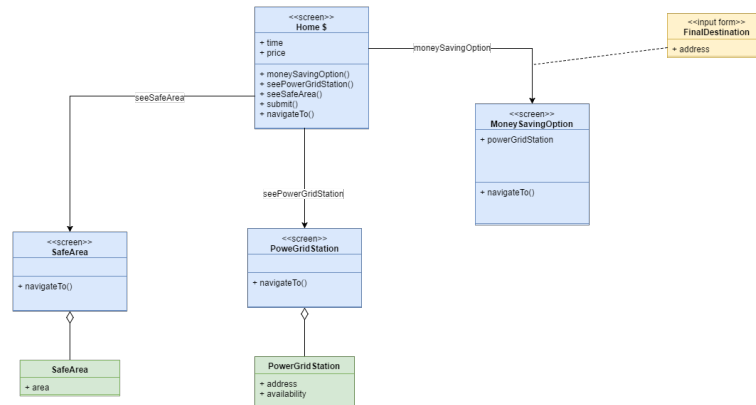 <<screen>>
Home $
+ time
+ price
+ moneySavingOption()
+ seePowerGridStation()
+ seeSafeArea()
+ submit()
+ navigateTo()
moneySavingOption
<<input form>>
FinalDestination
+ address
seeSafeArea
<<screen>>
MoneySavingOption
+ powerGridStation
+ navigateTo()
seePowerGridStation
<<screen>>
SafeArea
+ navigateTo()
<<screen>>
PoweGridStation
+ navigateTo()
SafeArea
+ area
PowerGridStation
+ address
+ availability